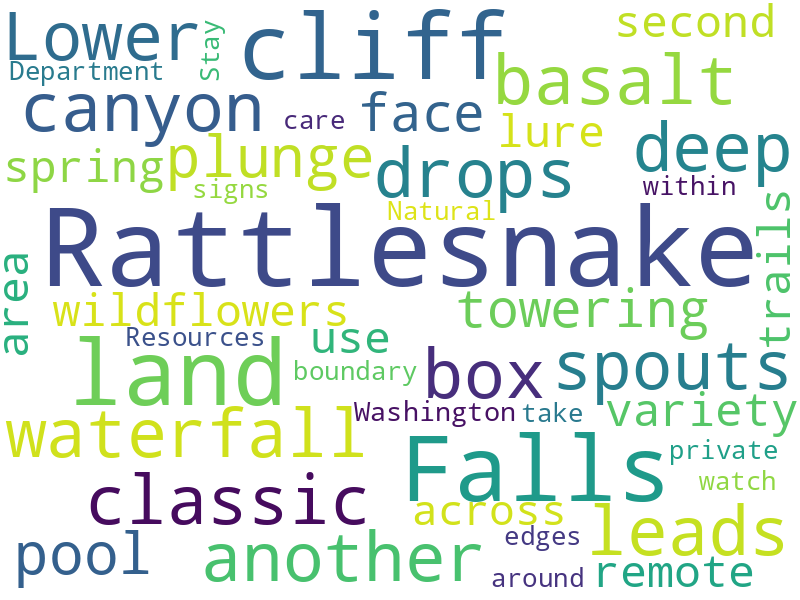 Lower cliff second
Department Stay basalt
canyon care face lure deep
spring plunge drops within
signs Natural
Rattlesnake trails
area wildflowers towering
Resources use
land boundary box spouts
waterfall Washington take variety
Falls private
classic across watch
pool another edges leads
around remote